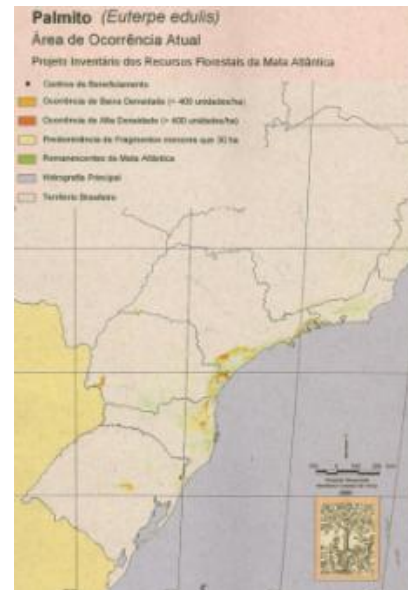 Palmito (Euterpe edulis)
Área de Ocorrência Atual
Projeto Inventário dos Recursos Florestais da Mata Atlântica
Centros de Beneficiamento
Ocorrência de Baixa Densidade (< 400 unidades/ha)
Ocorrência de Alta Densidade (> 600 unidades/ha)
Predominância de Fragmentos menores que 30 ha
Remanescentes da Mata Atlântica
Hidrografia Principal
Território Brasileiro